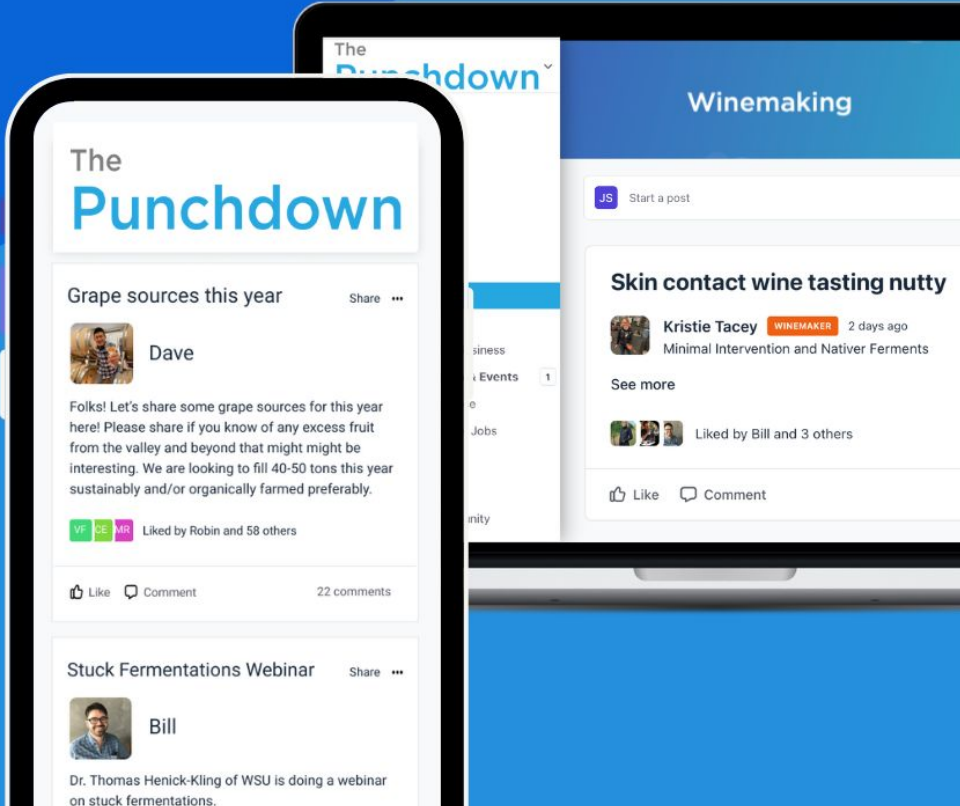 The
Punchdown
Grape sources this year
Share
Dave
Folks! Let's share some grape sources for this year
here! Please share if you know of any excess fruit
from the valley and beyond that might might be
interesting. We are looking to fill 40-50 tons this year
sustainably and/or organically farmed preferably.
VF CE MR Liked by Robin and 58 others
Like Comment 22 comments
Stuck Fermentations Webinar
Share
Bill
Dr. Thomas Henick-Kling of WSU is doing a webinar
on stuck fermentations.
The
Punchdown
Events 1
Jobs
Winemaking
JS Start a post
Skin contact wine tasting nutty
Kristie Tacey WINEMAKER 2 days ago
Minimal Intervention and Nativer Ferments
See more
Liked by Bill and 3 others
Like Comment